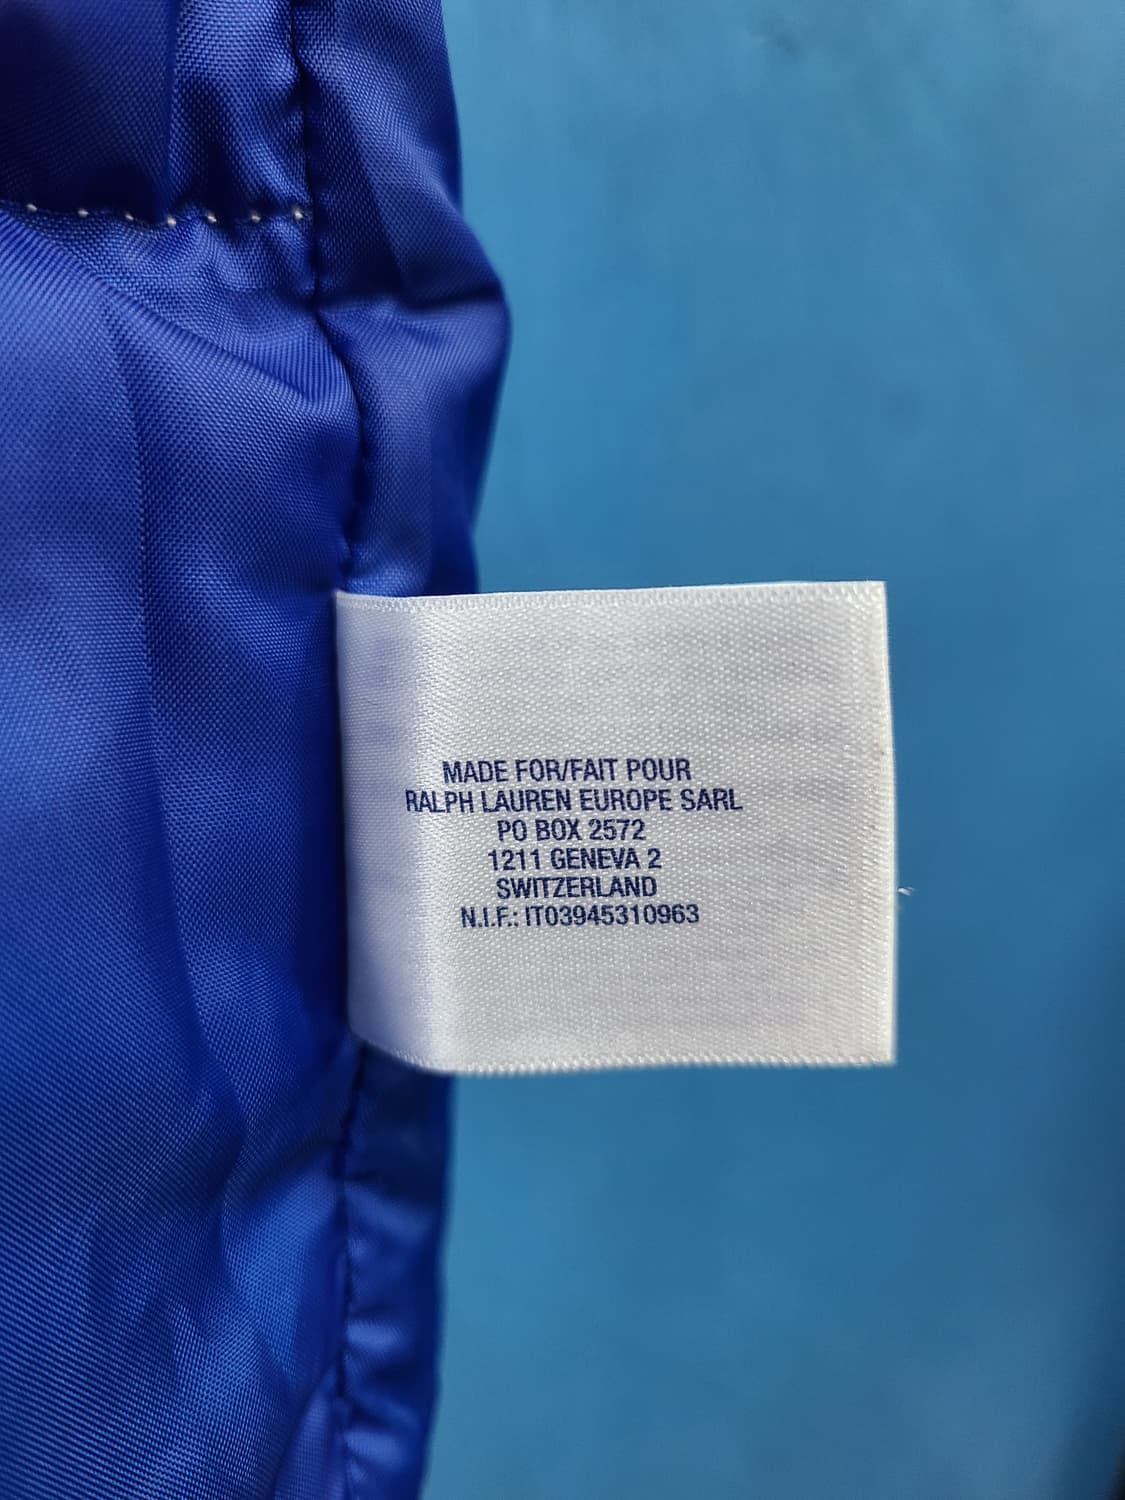 MADE FOR/FAIT POUR
RALPH LAUREN EUROPE SARL
PO BOX 2572
1211 GENEVA 2
SWITZERLAND
N.I.F.: IT03945310963